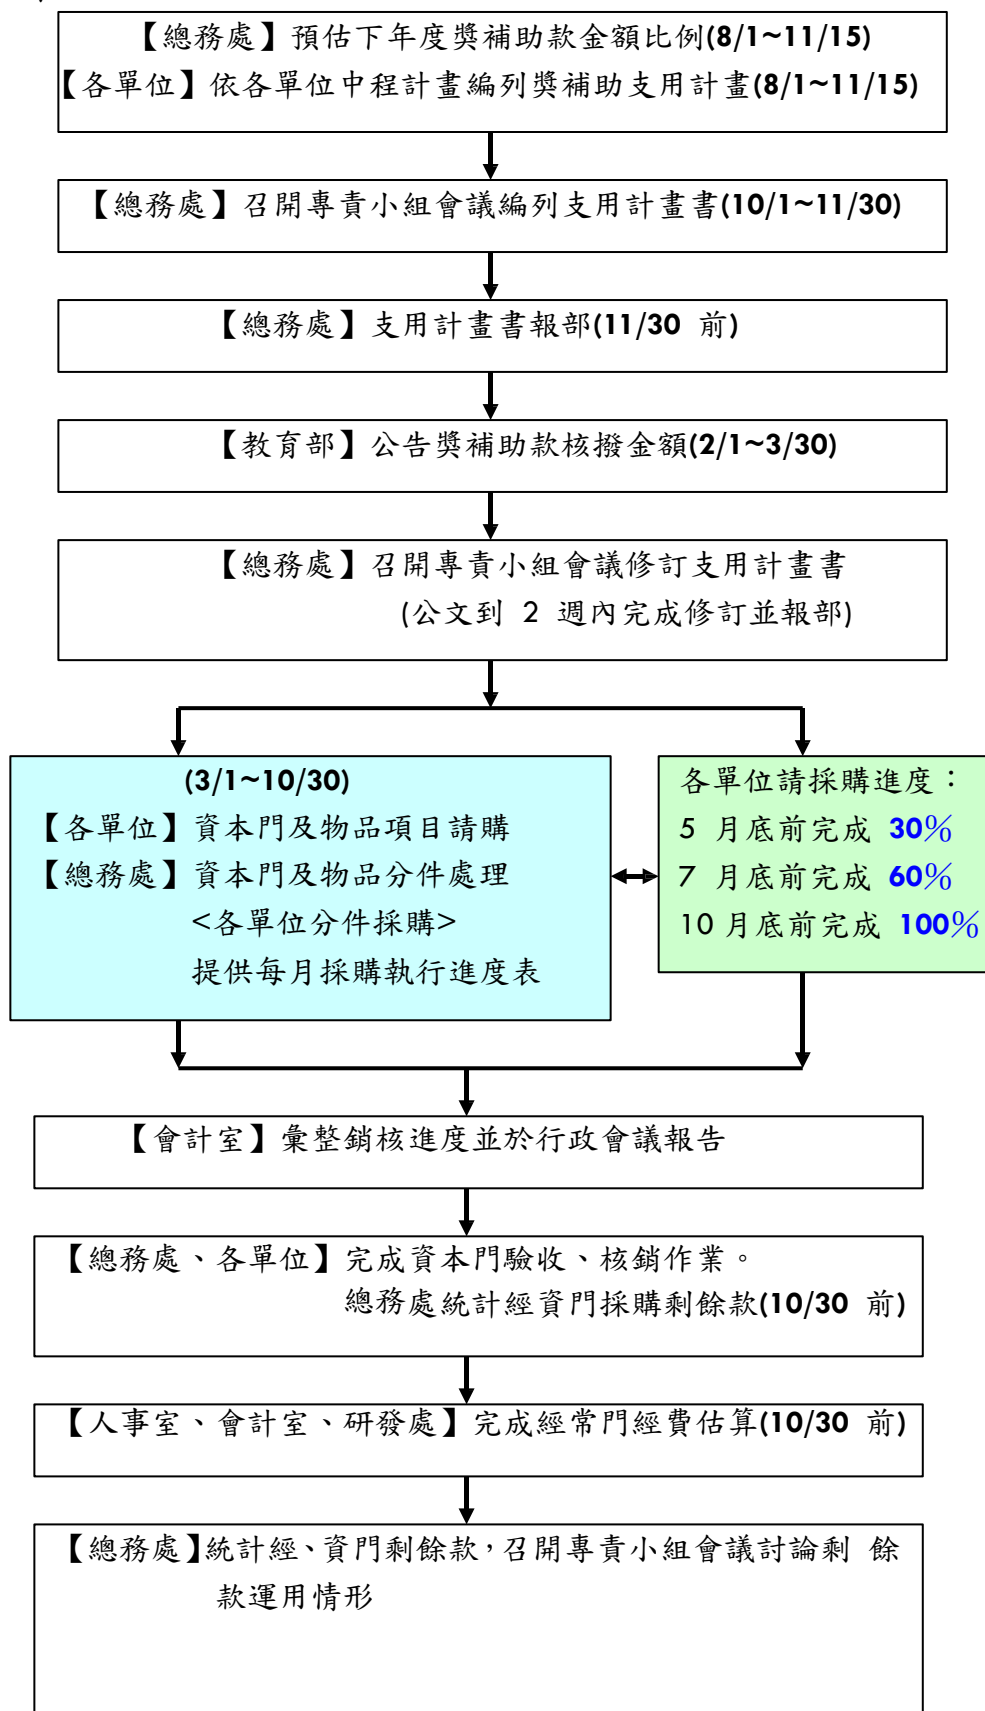 【總務處】預估下年度獎補助款金額比例(8/1~11/15)
【各單位】依各單位中程計畫編列獎補助支用計畫(8/1~11/15)
【總務處】召開專責小組會議編列支用計畫書(10/1~11/30)
【總務處】支用計畫書報部(11/30 前)
【教育部】公告獎補助款核撥金額(2/1~3/30)
【總務處】召開專責小組會議修訂支用計畫書
(公文到 2 週內完成修訂並報部)
(3/1~10/30)
【各單位】資本門及物品項目請購
【總務處】資本門及物品分件處理
<各單位分件採購>
提供每月採購執行進度表
各單位請採購進度：
5 月底前完成 30%
7 月底前完成 60%
10 月底前完成 100%
【會計室】彙整銷核進度並於行政會議報告
【總務處、各單位】完成資本門驗收、核銷作業。
總務處統計經資門採購剩餘款(10/30 前)
【人事室、會計室、研發處】完成經常門經費估算(10/30 前)
【總務處】統計經、資門剩餘款，召開專責小組會議討論剩 餘
款運用情形